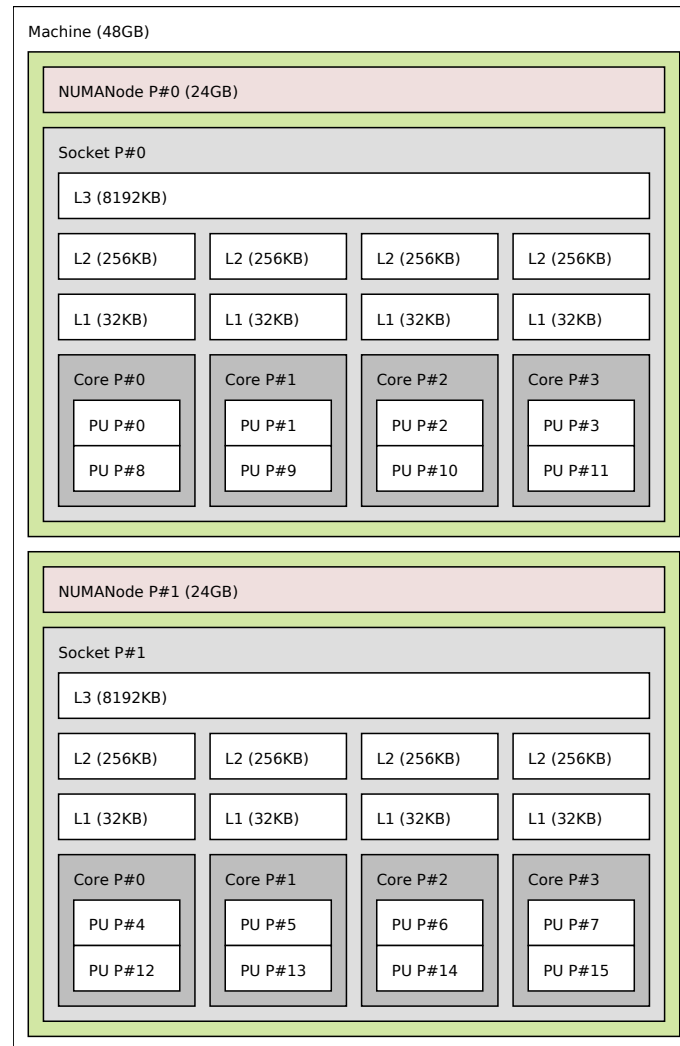 Machine (48GB)
NUMANode P#0 (24GB)
Socket P#0
L3 (8192KB)
L2 (256KB) L2 (256KB) L2 (256KB) L2 (256KB)
L1 (32KB) L1 (32KB) L1 (32KB) L1 (32KB)
Core P#0 Core P#1 Core P#2 Core P#3
PU P#0 PU P#1 PU P#2 PU P#3
PU P#8 PU P#9 PU P#10 PU P#11
NUMANode P#1 (24GB)
Socket P#1
L3 (8192KB)
L2 (256KB) L2 (256KB) L2 (256KB) L2 (256KB)
L1 (32KB) L1 (32KB) L1 (32KB) L1 (32KB)
Core P#0 Core P#1 Core P#2 Core P#3
PU P#4 PU P#5 PU P#6 PU P#7
PU P#12 PU P#13 PU P#14 PU P#15